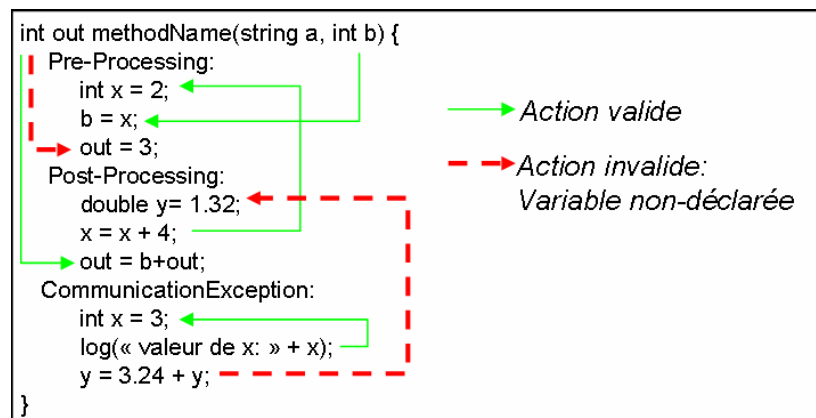 int out methodName(string a, int b) {
Pre-Processing:
int x = 2;
b = x;
out = 3;
Post-Processing:
double y= 1.32;
x = x + 4;
out = b+out;
CommunicationException:
int x = 3;
log(« valeur de x: » + x);
y = 3.24 + y;
}
Action valide
Action invalide:
Variable non-déclarée